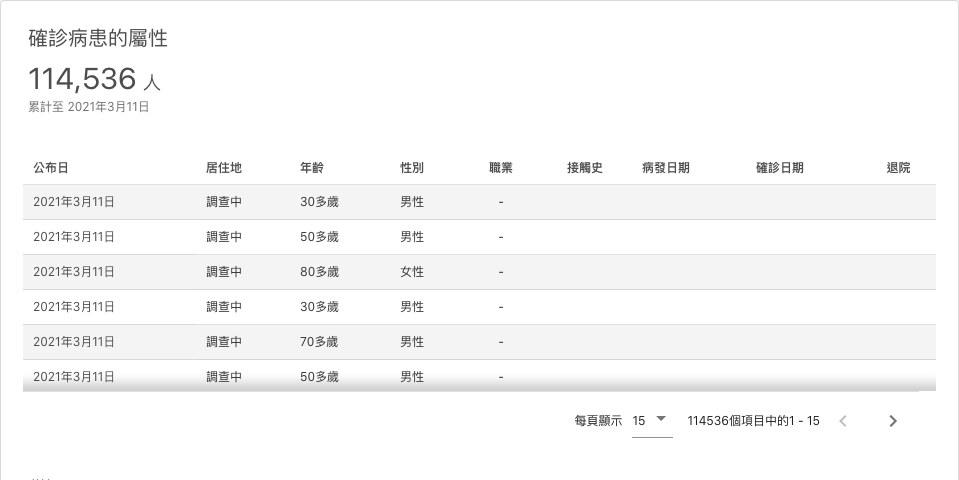 確診病患的屬性
114,536 人
累計至 2021年3月11日
公布日 居住地 年齡 性別 職業 接觸史 病發日期 確診日期 退院
2021年3月11日 調查中 30多歲 男性 -
2021年3月11日 調查中 50多歲 男性 -
2021年3月11日 調查中 80多歲 女性 -
2021年3月11日 調查中 30多歲 男性 -
2021年3月11日 調查中 70多歲 男性 -
2021年3月11日 調查中 50多歲 男性 -
每頁顯示 15 114536個項目中的1 - 15